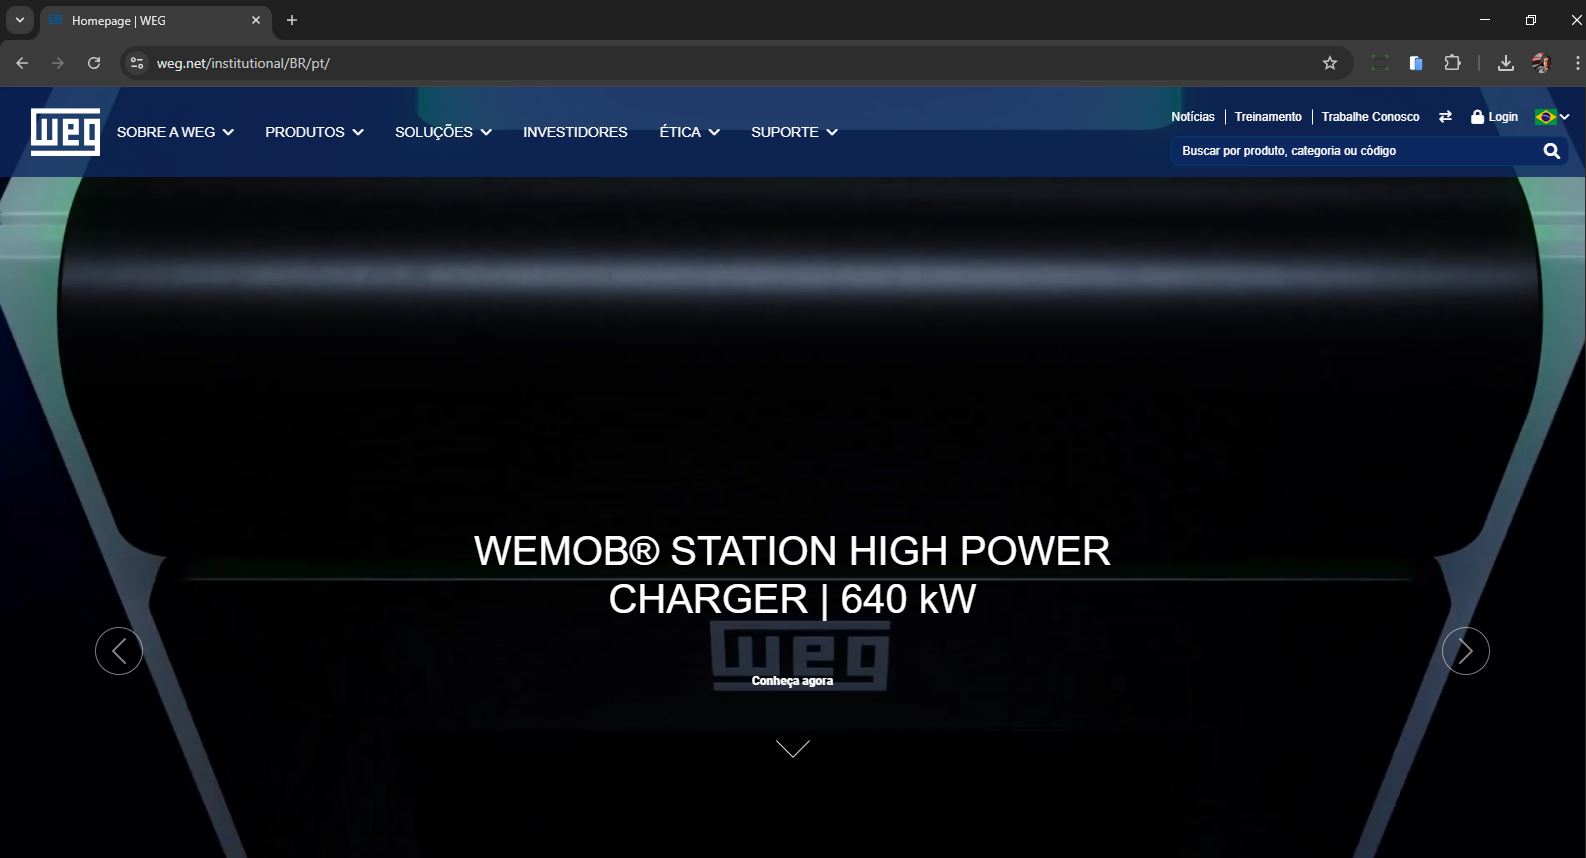 Homepage | WEG
weg.net/institutional/BR/pt/
weg
SOBRE A WEG
PRODUTOS
SOLUÇÕES
INVESTIDORES
ÉTICA
SUPORTE
Notícias
Treinamento
Trabalhe Conosco
Login
Buscar por produto, categoria ou código
WEMOB® STATION HIGH POWER
CHARGER | 640 kW
weg
Conheça agora